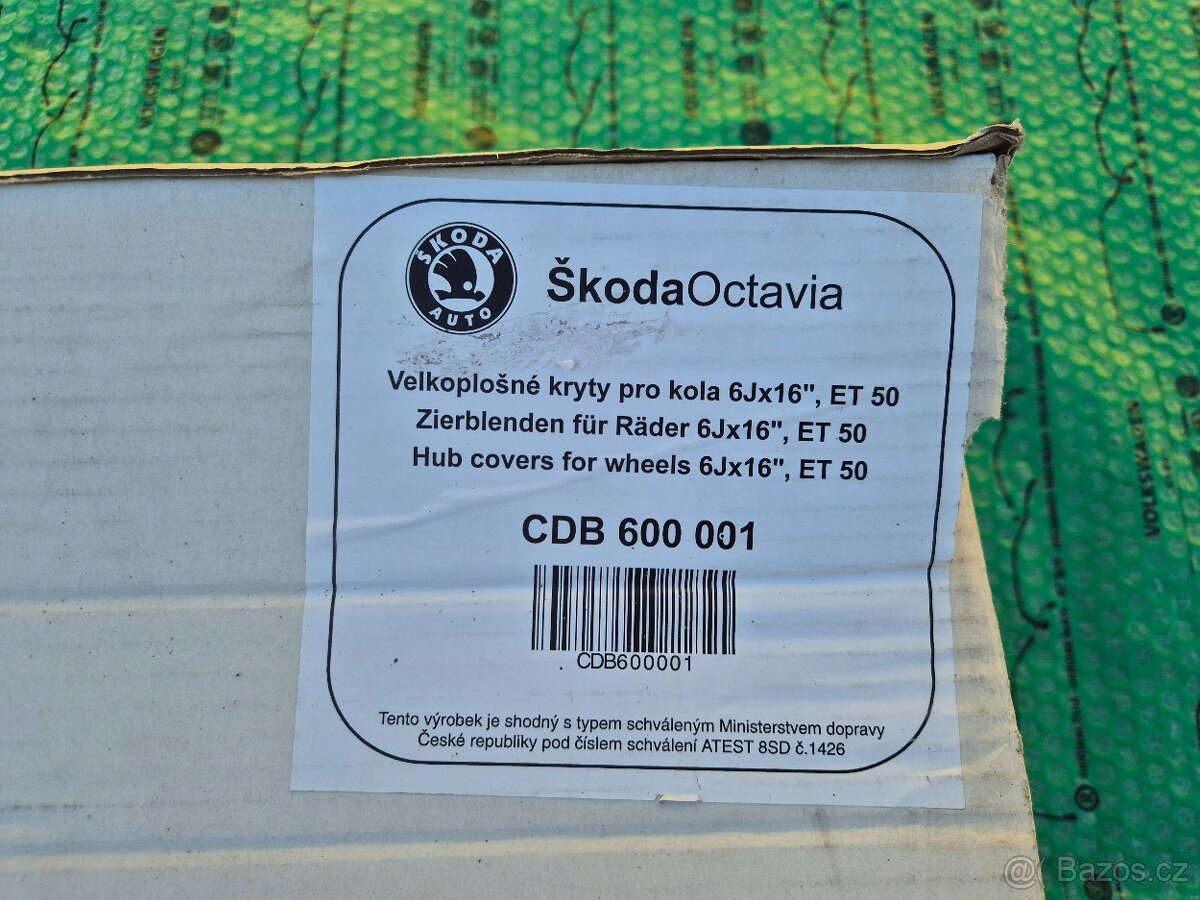 ŠKODA
AUTO
ŠkodaOctavia
Velkoplošné kryty pro kola 6Jx16", ET 50
Zierblenden für Räder 6Jx16", ET 50
Hub covers for wheels 6Jx16", ET 50
CDB 600 001
CDB600001
Tento výrobek je shodný s typem schváleným Ministerstvem dopravy
České republiky pod číslem schválení ATEST 8SD č.1426
VOLKSWAGEN
VOLKSWAGEN
@ Bazos.cz